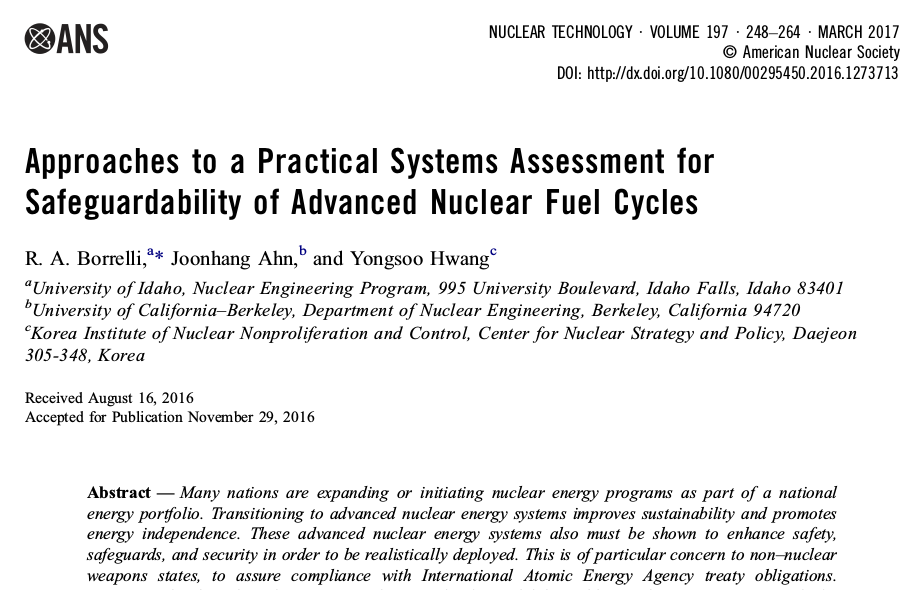 ANS
NUCLEAR TECHNOLOGY · VOLUME 197 · 248–264 · MARCH 2017
© American Nuclear Society
DOI: http://dx.doi.org/10.1080/00295450.2016.1273713
Approaches to a Practical Systems Assessment for
Safeguardability of Advanced Nuclear Fuel Cycles
R. A. Borrelli,a* Joonhang Ahn,b and Yongsoo Hwangc
aUniversity of Idaho, Nuclear Engineering Program, 995 University Boulevard, Idaho Falls, Idaho 83401
bUniversity of California–Berkeley, Department of Nuclear Engineering, Berkeley, California 94720
cKorea Institute of Nuclear Nonproliferation and Control, Center for Nuclear Strategy and Policy, Daejeon
305-348, Korea
Received August 16, 2016
Accepted for Publication November 29, 2016
Abstract — Many nations are expanding or initiating nuclear energy programs as part of a national
energy portfolio. Transitioning to advanced nuclear energy systems improves sustainability and promotes
energy independence. These advanced nuclear energy systems also must be shown to enhance safety,
safeguards, and security in order to be realistically deployed. This is of particular concern to non–nuclear
weapons states, to assure compliance with International Atomic Energy Agency treaty obligations.